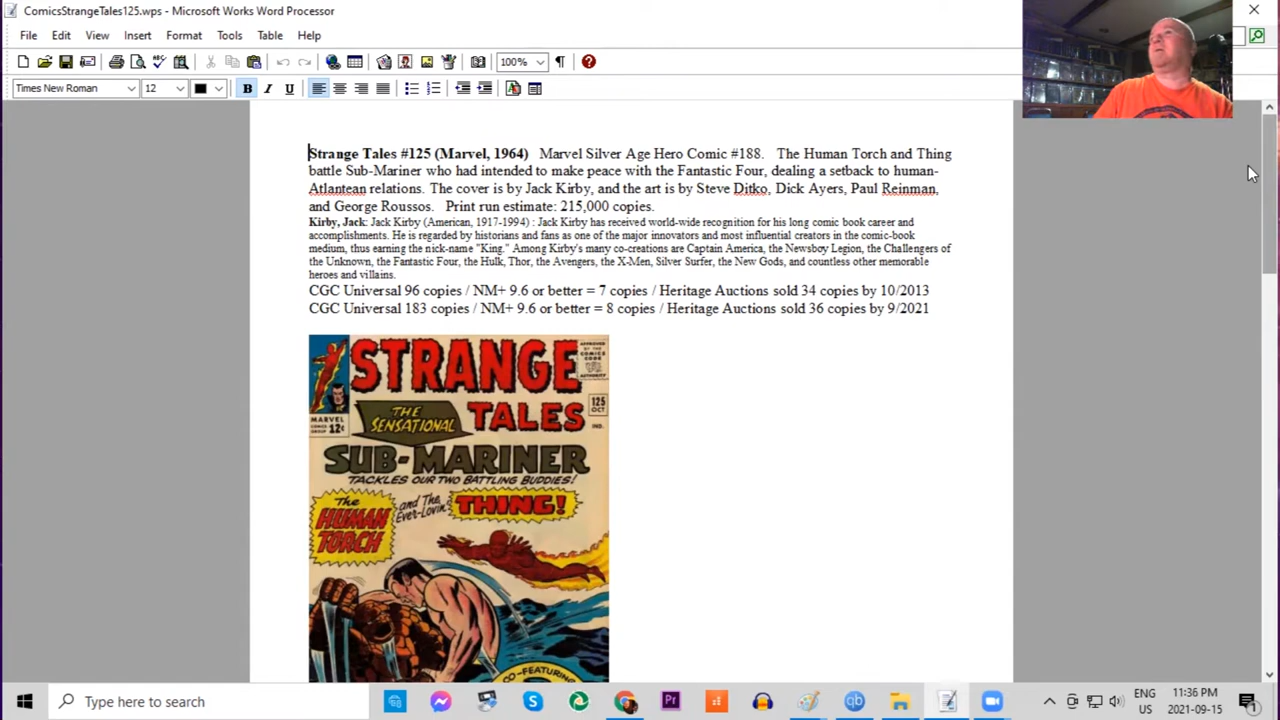 ComicsStrangeTales125.wps - Microsoft Works Word Processor
File Edit View Insert Format Tools Table Help
100%
Times New Roman 12 B I U
Strange Tales #125 (Marvel, 1964) Marvel Silver Age Hero Comic #188. The Human Torch and Thing
battle Sub-Mariner who had intended to make peace with the Fantastic Four, dealing a setback to human-
Atlantean relations. The cover is by Jack Kirby, and the art is by Steve Ditko, Dick Ayers, Paul Reinman,
and George Roussos. Print run estimate: 215,000 copies.
Kirby, Jack: Jack Kirby (American, 1917-1994) : Jack Kirby has received world-wide recognition for his long comic book career and
accomplishments. He is regarded by historians and fans as one of the major innovators and most influential creators in the comic-book
medium, thus earning the nick-name "King." Among Kirby's many co-creations are Captain America, the Newsboy Legion, the Challengers of
the Unknown, the Fantastic Four, the Hulk, Thor, the Avengers, the X-Men, Silver Surfer, the New Gods, and countless other memorable
heroes and villains.
CGC Universal 96 copies / NM+ 9.6 or better = 7 copies / Heritage Auctions sold 34 copies by 10/2013
CGC Universal 183 copies / NM+ 9.6 or better = 8 copies / Heritage Auctions sold 36 copies by 9/2021
STRANGE
TALES
APPROVED
BY THE
COMICS
CODE
AUTHORITY
MARVEL
COMICS
GROUP 12¢
125
OCT
IND.
THE
SENSATIONAL
SUB-MARINER
TACKLES OUR TWO BATTLING BUDDIES!
The
HUMAN
TORCH
and The
Ever-Lovin'
THING!
CO-FEATURING
Type here to search
Pr
qb
ENG
US
11:36 PM
2021-09-15
1